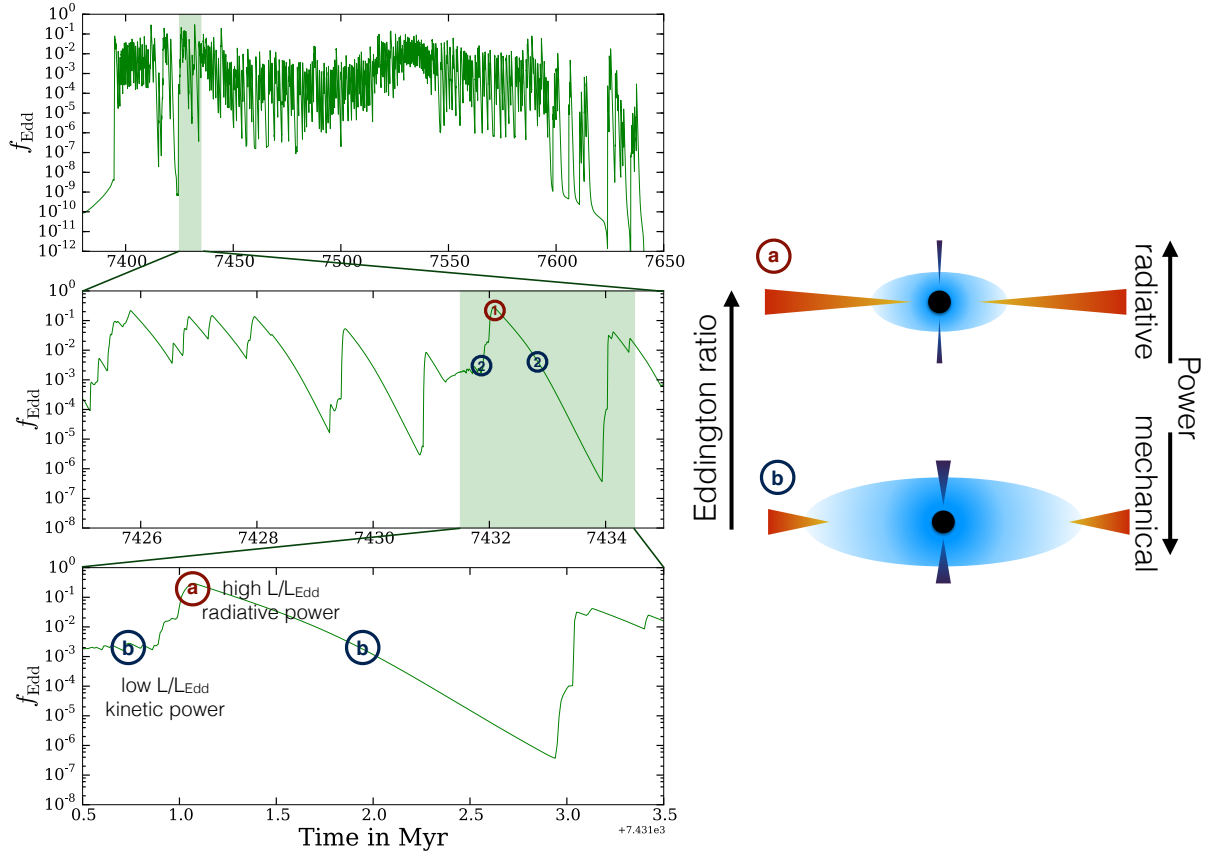 10^0
10^-1
10^-2
10^-3
10^-4
10^-5
10^-6
10^-7
10^-8
10^-9
10^-10
10^-11
10^-12
f_Edd
7400 7450 7500 7550 7600 7650
10^0
10^-1
10^-2
10^-3
10^-4
10^-5
10^-6
10^-7
10^-8
f_Edd
1
2 2
7426 7428 7430 7432 7434
10^0
10^-1
10^-2
10^-3
10^-4
10^-5
10^-6
10^-7
10^-8
f_Edd
a high L/L_Edd
radiative power
b b
low L/L_Edd
kinetic power
0.5 1.0 1.5 2.0 2.5 3.0 3.5
+7.431e3
Time in Myr
Eddington ratio
a
b
radiative
mechanical
Power